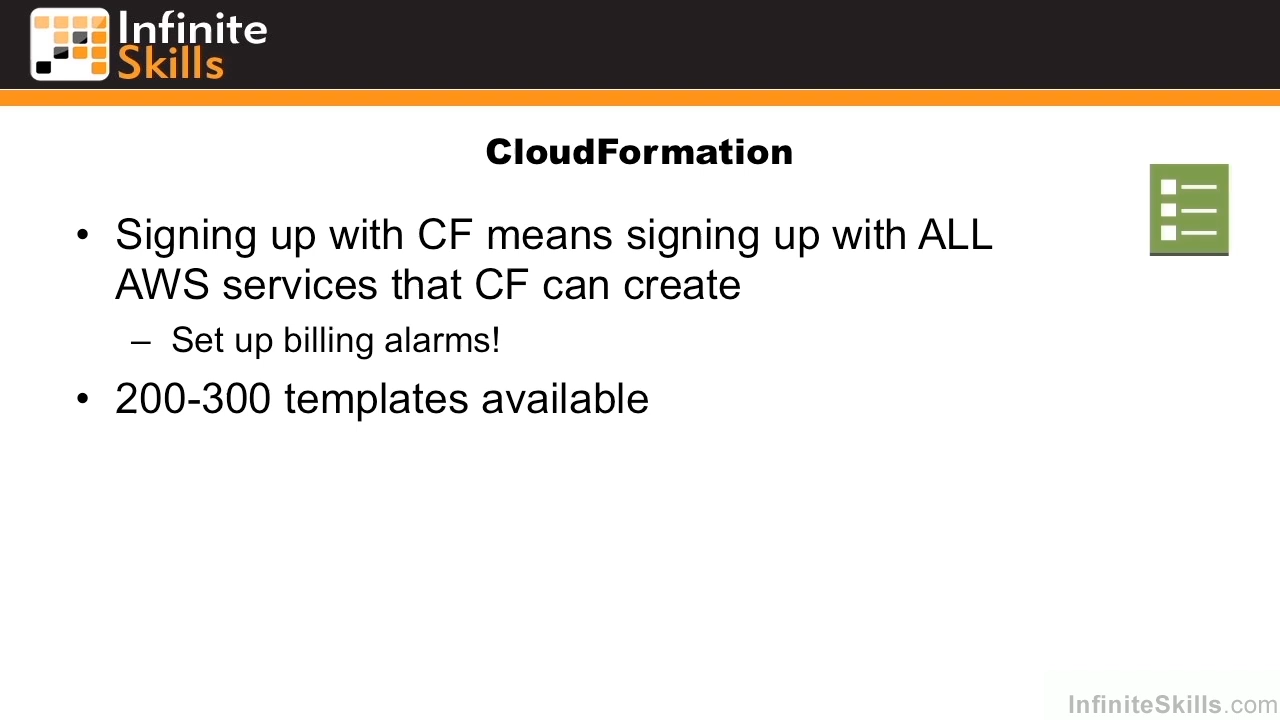 Infinite
Skills
CloudFormation
• Signing up with CF means signing up with ALL
AWS services that CF can create
– Set up billing alarms!
• 200-300 templates available
InfiniteSkills.com